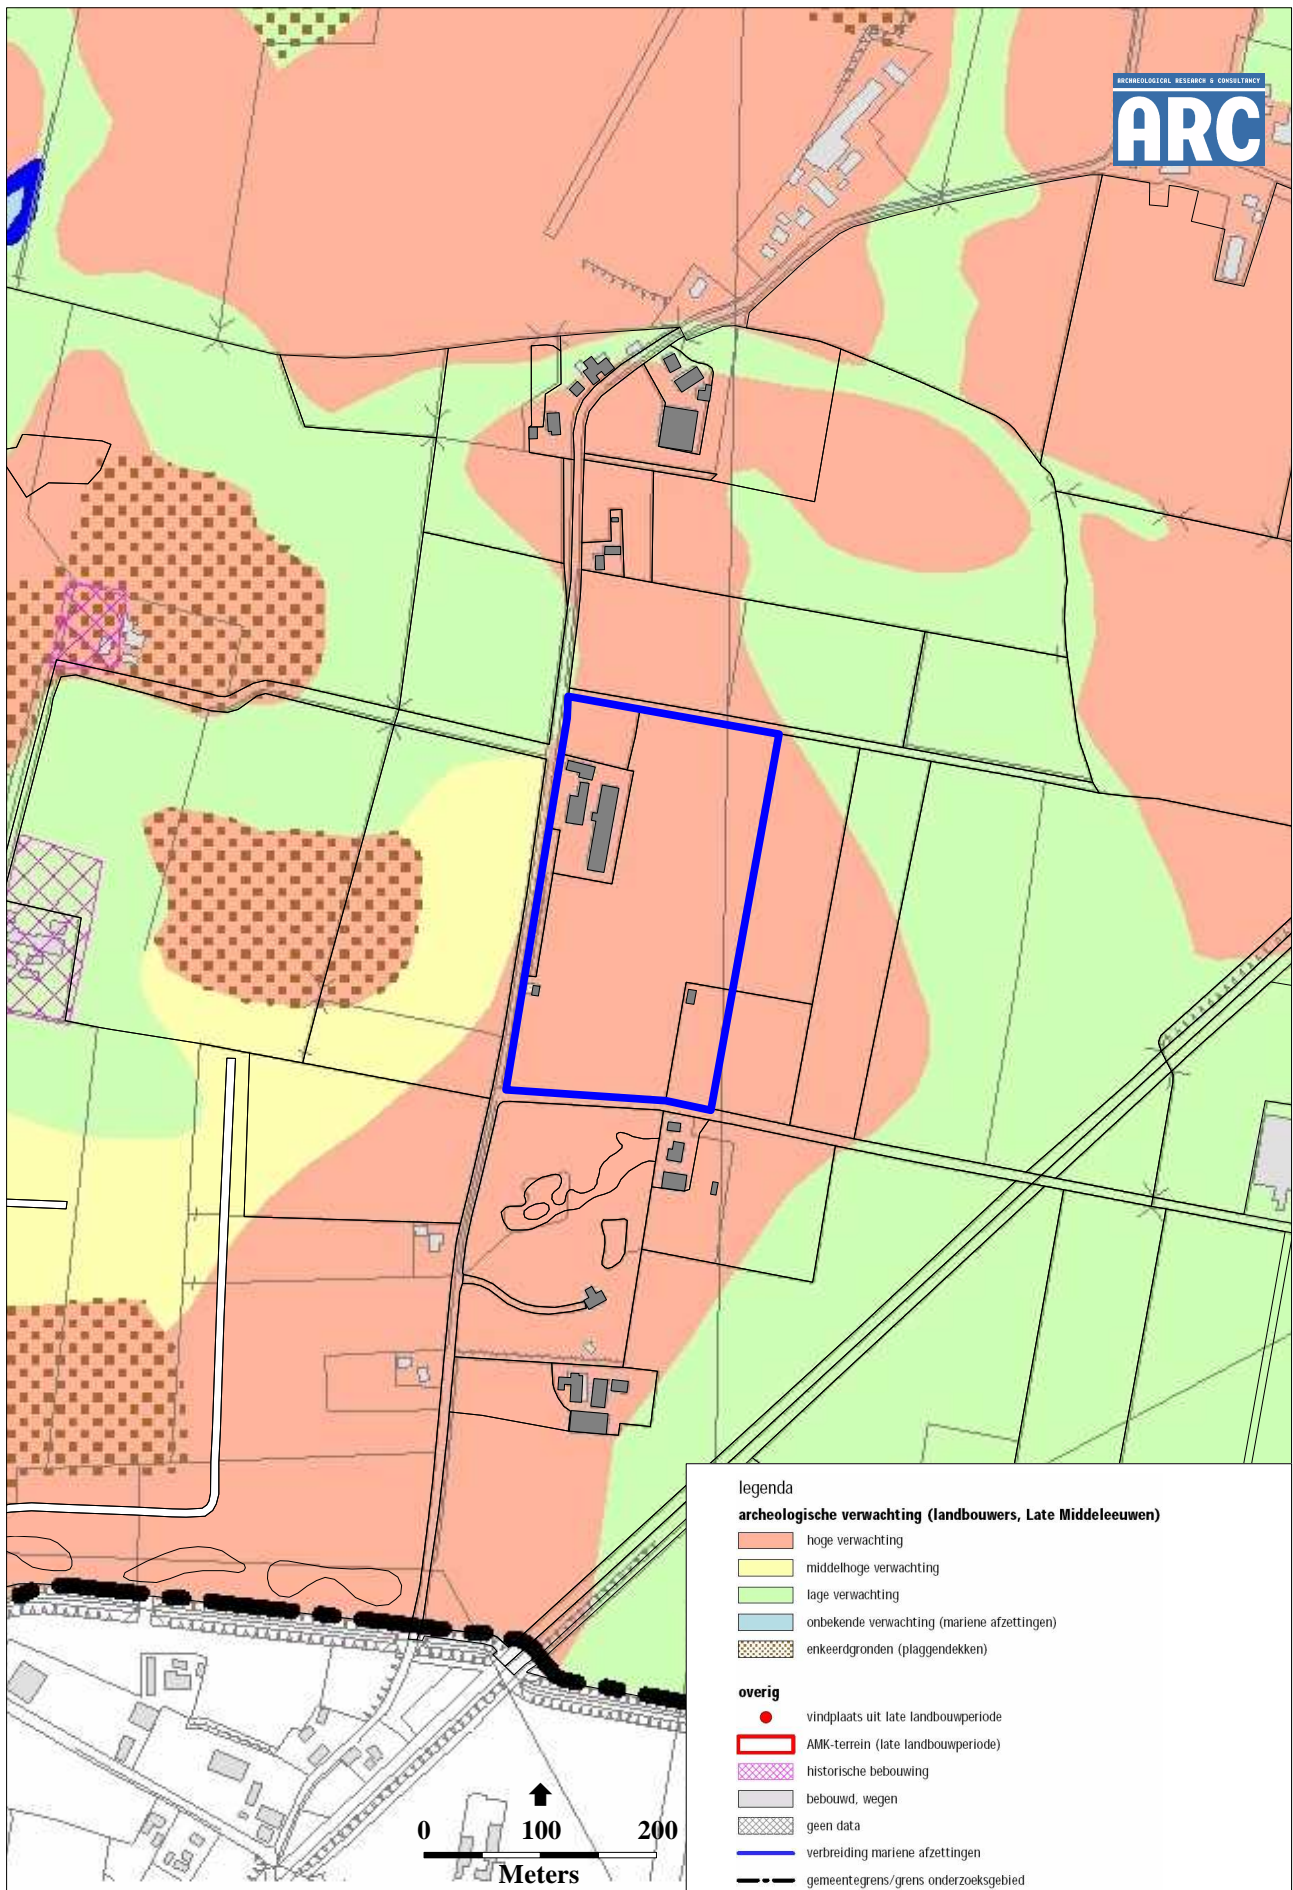 ARCHAEOLOGICAL RESEARCH & CONSULTANCY
ARC
legenda
archeologische verwachting (landbouwers, Late Middeleeuwen)
hoge verwachting
middelhoge verwachting
lage verwachting
onbekende verwachting (mariene afzettingen)
enkeerdgronden (plaggendekken)
overig
vindplaats uit late landbouwperiode
AMK-terrein (late landbouwperiode)
historische bebouwing
bebouwd, wegen
geen data
verbreiding mariene afzettingen
gemeentegrens/grens onderzoeksgebied
0 100 200
Meters